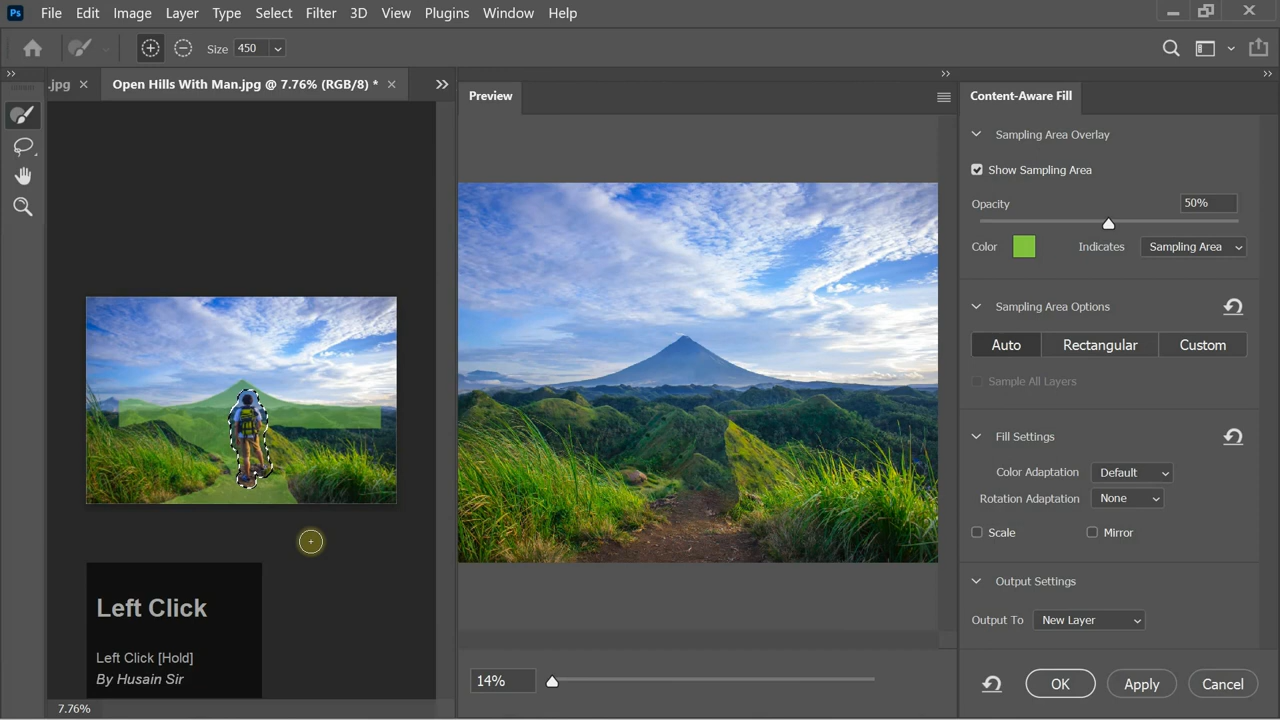 Ps File Edit Image Layer Type Select Filter 3D View Plugins Window Help
Size 450
.jpg
Open Hills With Man.jpg @ 7.76% (RGB/8) *
Preview
Content-Aware Fill
Sampling Area Overlay
Show Sampling Area
Opacity 50%
Color Indicates Sampling Area
Sampling Area Options
Auto Rectangular Custom
Sample All Layers
Fill Settings
Color Adaptation Default
Rotation Adaptation None
Scale Mirror
Output Settings
Output To New Layer
Left Click
Left Click [Hold]
By Husain Sir
14%
OK Apply Cancel
7.76%